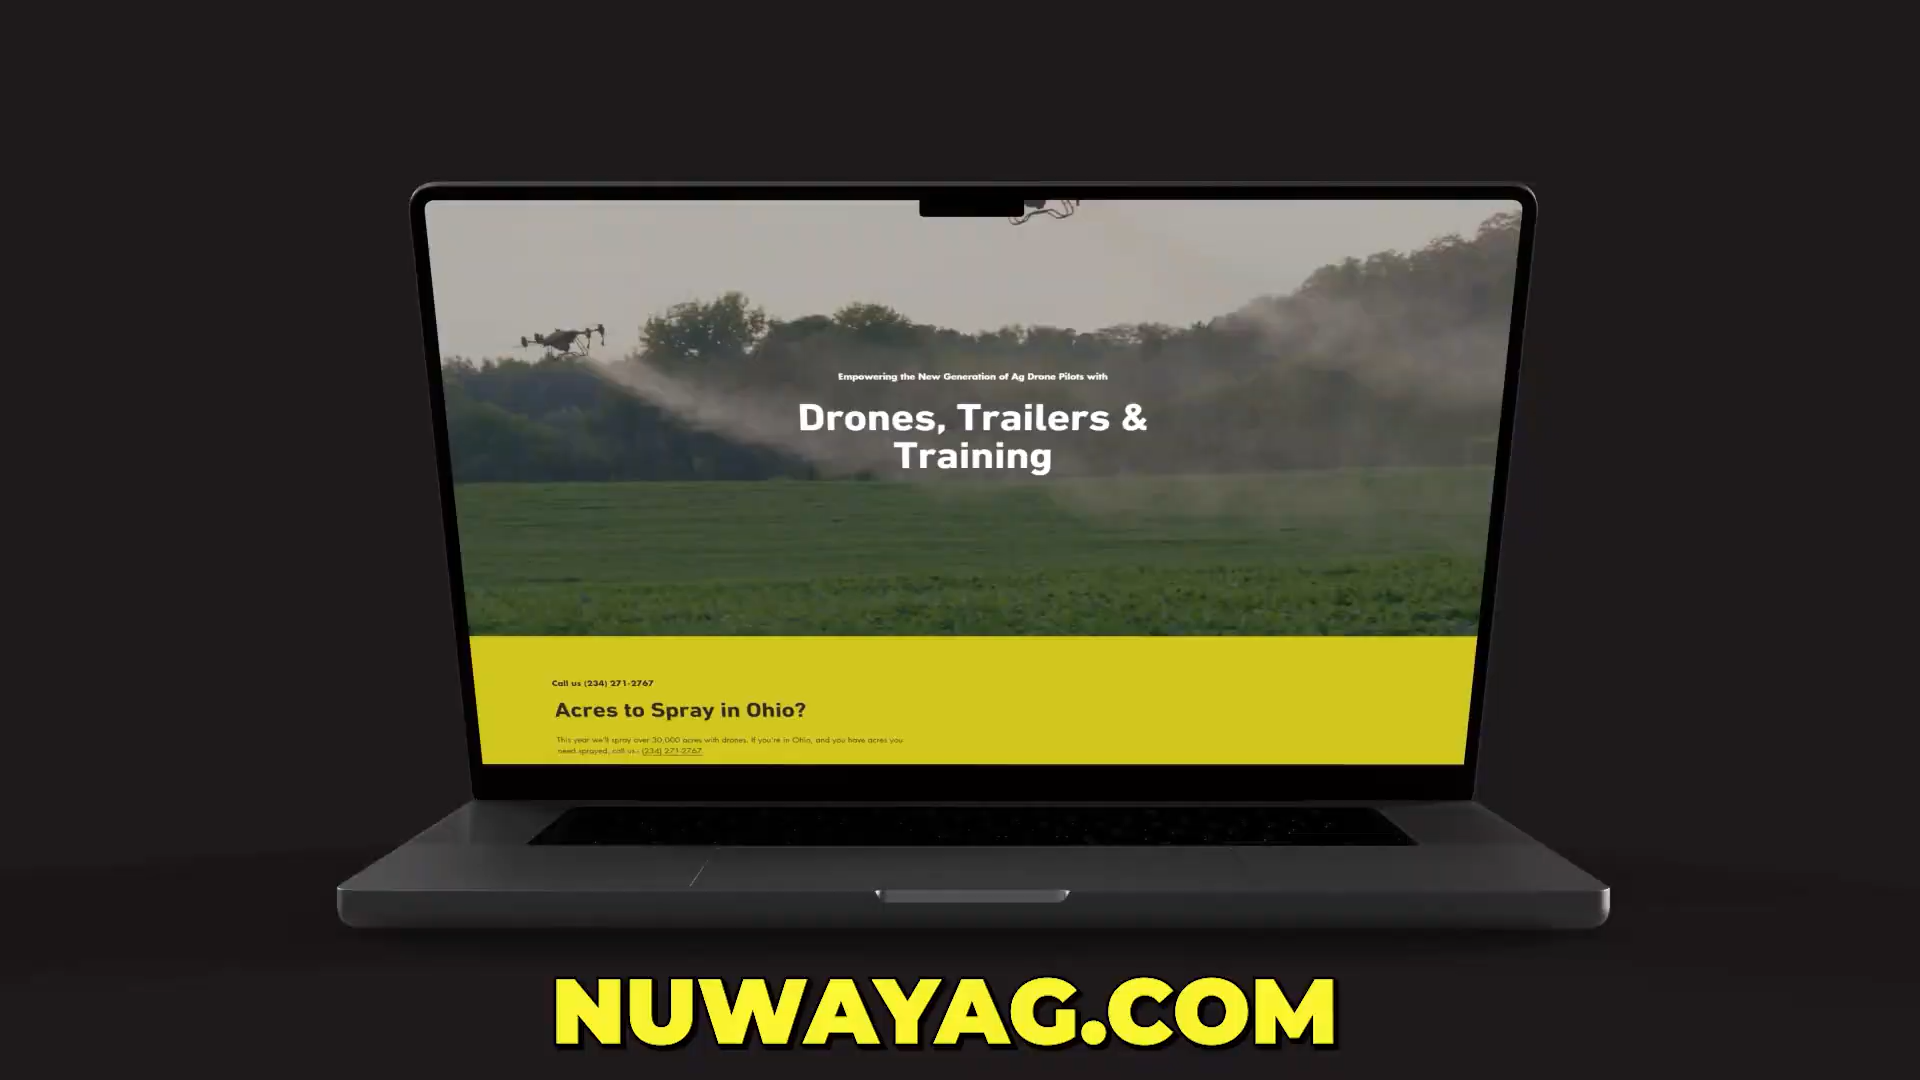 Empowering the New Generation of Ag Drone Pilots with
Drones, Trailers &
Training
Call us (234) 271-2767
Acres to Spray in Ohio?
This year we'll spray over 30,000 acres with drones. If you're in Ohio, and you have acres you
need sprayed, call us: (234) 271-2767
NUWAYAG.COM